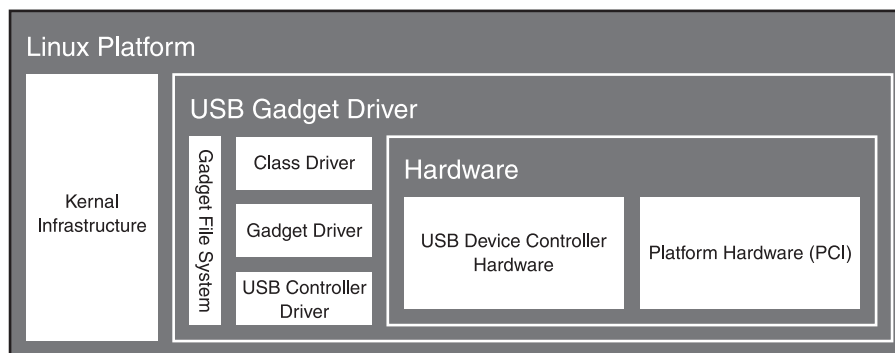 Linux Platform
Kernal
Infrastructure
USB Gadget Driver
Gadget File System
Class Driver
Gadget Driver
USB Controller
Driver
Hardware
USB Device Controller
Hardware
Platform Hardware (PCI)